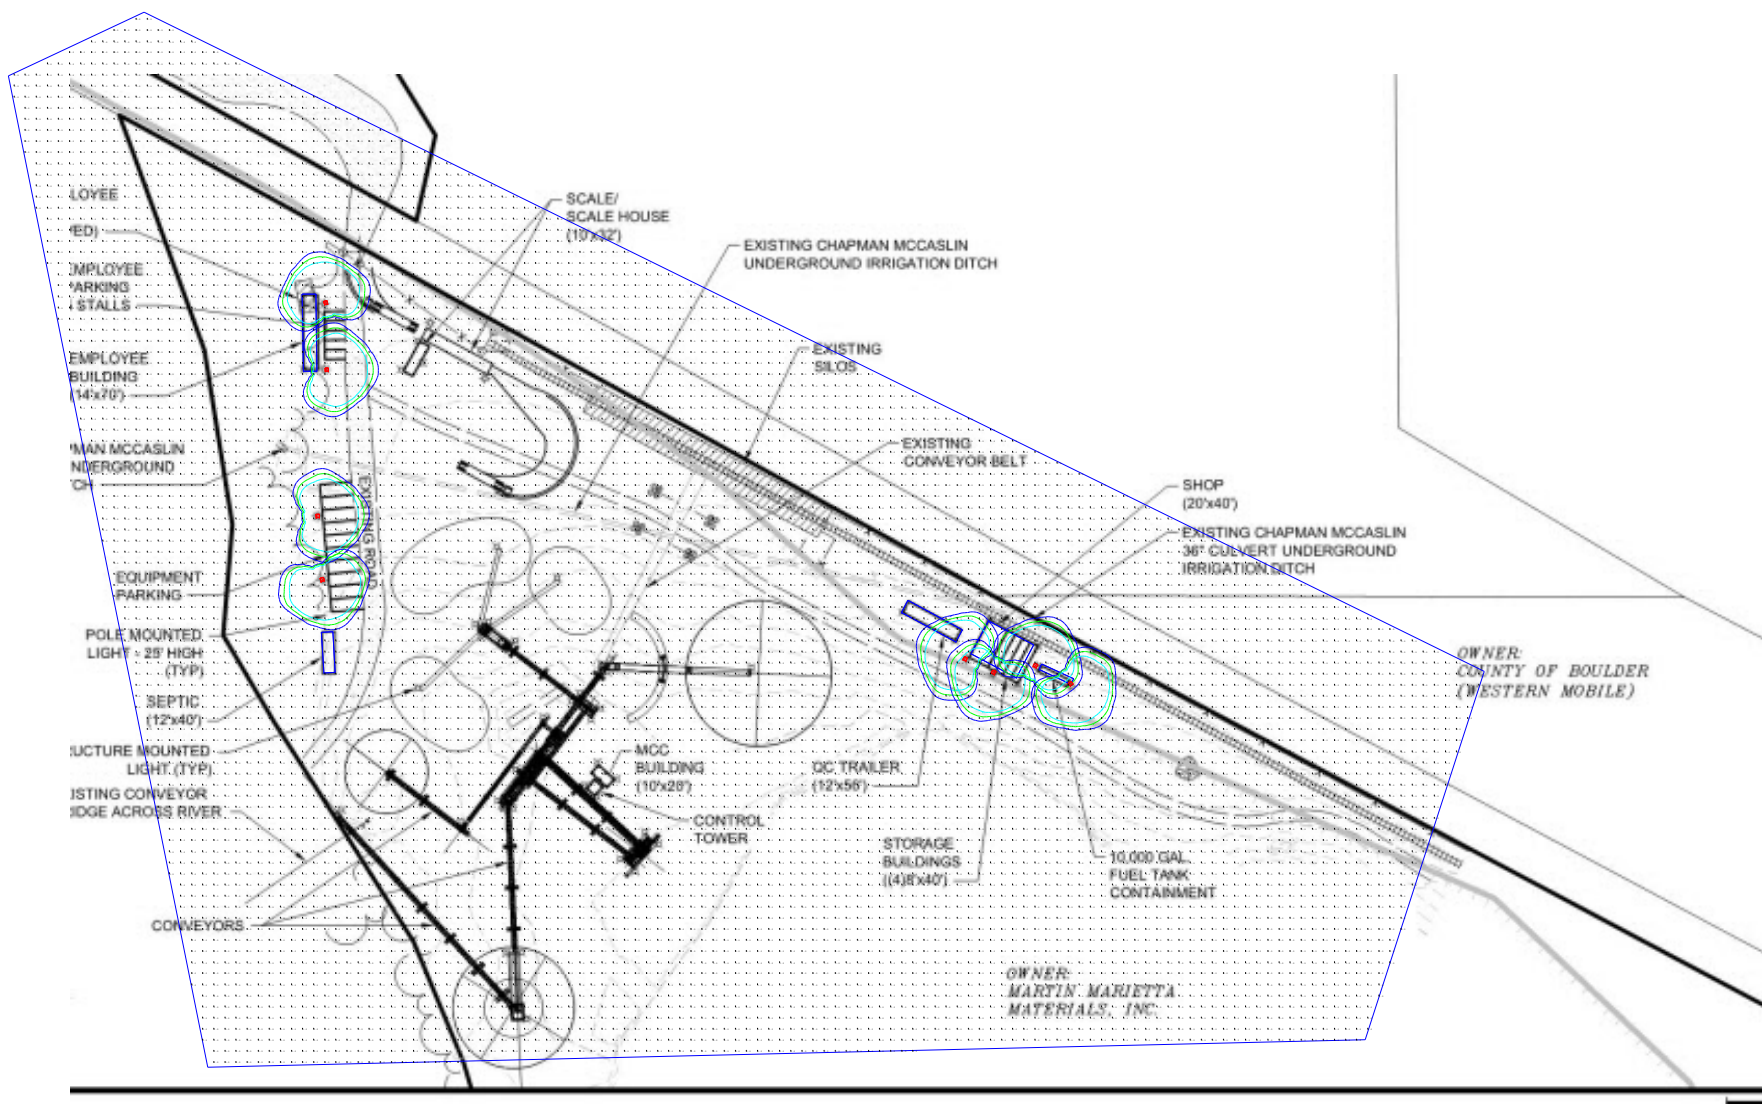 LOYEE
ED)
EMPLOYEE
PARKING
STALLS
EMPLOYEE
BUILDING
(14'x70')
MAN MCCASLIN
NDERGROUND
CH
EQUIPMENT
PARKING
POLE MOUNTED
LIGHT - 25' HIGH
(TYP)
SEPTIC
(12'x40')
UCTURE MOUNTED
LIGHT (TYP)
ISTING CONVEYOR
IDGE ACROSS RIVER
CONVEYORS
SCALE/
SCALE HOUSE
(10'x32')
EXISTING CHAPMAN MCCASLIN
UNDERGROUND IRRIGATION DITCH
EXISTING
SILOS
EXISTING
CONVEYOR BELT
SHOP
(20'x40')
EXISTING CHAPMAN MCCASLIN
36" CULVERT UNDERGROUND
IRRIGATION DITCH
OWNER:
COUNTY OF BOULDER
(WESTERN MOBILE)
MCC
BUILDING
(10'x20')
CONTROL
TOWER
QC TRAILER
(12'x56')
STORAGE
BUILDINGS
((4)8'x40')
10,000 GAL.
FUEL TANK
CONTAINMENT
OWNER:
MARTIN MARIETTA
MATERIALS, INC.